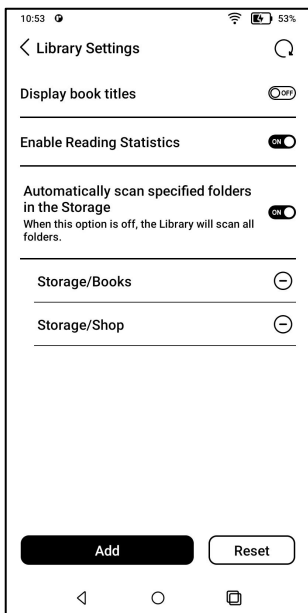 10:53 53%
Library Settings
Display book titles OFF
Enable Reading Statistics ON
Automatically scan specified folders
in the Storage
ON
When this option is off, the Library will scan all
folders.
Storage/Books
Storage/Shop
Add Reset